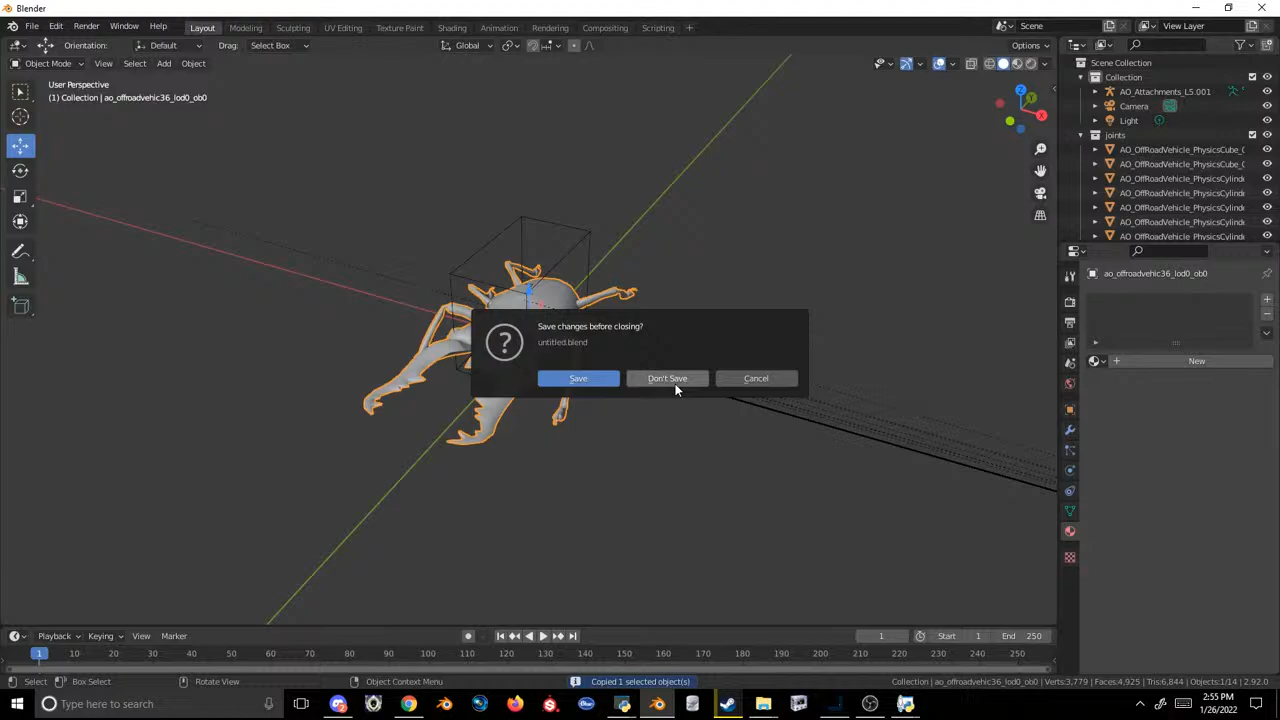 Blender
File Edit Render Window Help Layout Modeling Sculpting UV Editing Texture Paint Shading Animation Rendering Compositing Scripting + Scene View Layer
Orientation: Default Drag: Select Box Global Options
Object Mode View Select Add Object
User Perspective
(1) Collection | ao_offroadvehic36_lod0_ob0
Z
Y
X
Scene Collection
Collection
AO_Attachments_L5.001
Camera
Light
joints
AO_OffRoadVehicle_PhysicsCube_
AO_OffRoadVehicle_PhysicsCube_
AO_OffRoadVehicle_PhysicsCylind
AO_OffRoadVehicle_PhysicsCylind
AO_OffRoadVehicle_PhysicsCylind
AO_OffRoadVehicle_PhysicsCylind
AO_OffRoadVehicle_PhysicsCylind
ao_offroadvehic36_lod0_ob0
New
?
Save changes before closing?
untitled.blend
Save Don't Save Cancel
Playback Keying View Marker 1 Start 1 End 250
1 10 20 30 40 50 60 70 80 90 100 110 120 130 140 150 160 170 180 190 200 210 220 230 240 250
Select Box Select Rotate View Object Context Menu Copied 1 selected object(s) Collection | ao_offroadvehic36_lod0_ob0 | Verts:3,779 | Faces:4,925 | Tris:6,844 | Objects:1/14 | 2.92.0
Type here to search
2:55 PM
1/26/2022